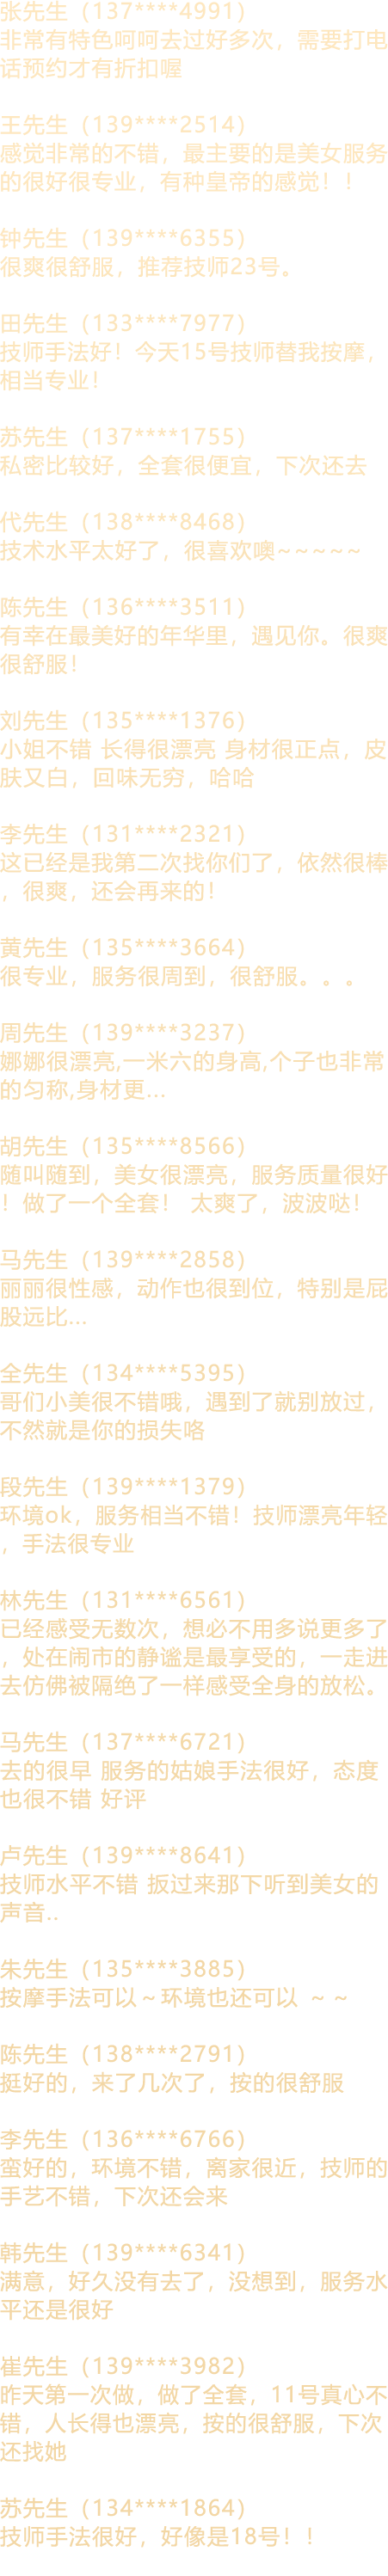 张先生（137****4991）
非常有特色呵呵去过好多次，需要打电
话预约才有折扣喔
王先生（139****2514）
感觉非常的不错，最主要的是美女服务
的很好很专业，有种皇帝的感觉！！
钟先生（139****6355）
很爽很舒服，推荐技师23号。
田先生（133****7977）
技师手法好！今天15号技师替我按摩，
相当专业！
苏先生（137****1755）
私密比较好，全套很便宜，下次还去
代先生（138****8468）
技术水平太好了，很喜欢噢~~~~~
陈先生（136****3511）
有幸在最美好的年华里，遇见你。很爽
很舒服！
刘先生（135****1376）
小姐不错 长得很漂亮 身材很正点，皮
肤又白，回味无穷，哈哈
李先生（131****2321）
这已经是我第二次找你们了，依然很棒
，很爽，还会再来的！
黄先生（135****3664）
很专业，服务很周到，很舒服。。。
周先生（139****3237）
娜娜很漂亮,一米六的身高,个子也非常
的匀称,身材更...
胡先生（135****8566）
随叫随到，美女很漂亮，服务质量很好
！做了一个全套！ 太爽了，波波哒！
马先生（139****2858）
丽丽很性感，动作也很到位，特别是屁
股远比...
全先生（134****5395）
哥们小美很不错哦，遇到了就别放过，
不然就是你的损失咯
段先生（139****1379）
环境ok，服务相当不错！技师漂亮年轻
，手法很专业
林先生（131****6561）
已经感受无数次，想必不用多说更多了
，处在闹市的静谧是最享受的，一走进
去仿佛被隔绝了一样感受全身的放松。
马先生（137****6721）
去的很早 服务的姑娘手法很好，态度
也很不错 好评
卢先生（139****8641）
技师水平不错 扳过来那下听到美女的
声音..
朱先生（135****3885）
按摩手法可以～环境也还可以 ～～
陈先生（138****2791）
挺好的，来了几次了，按的很舒服
李先生（136****6766）
蛮好的，环境不错，离家很近，技师的
手艺不错，下次还会来
韩先生（139****6341）
满意，好久没有去了，没想到，服务水
平还是很好
崔先生（139****3982）
昨天第一次做，做了全套，11号真心不
错，人长得也漂亮，按的很舒服，下次
还找她
苏先生（134****1864）
技师手法很好，好像是18号！！